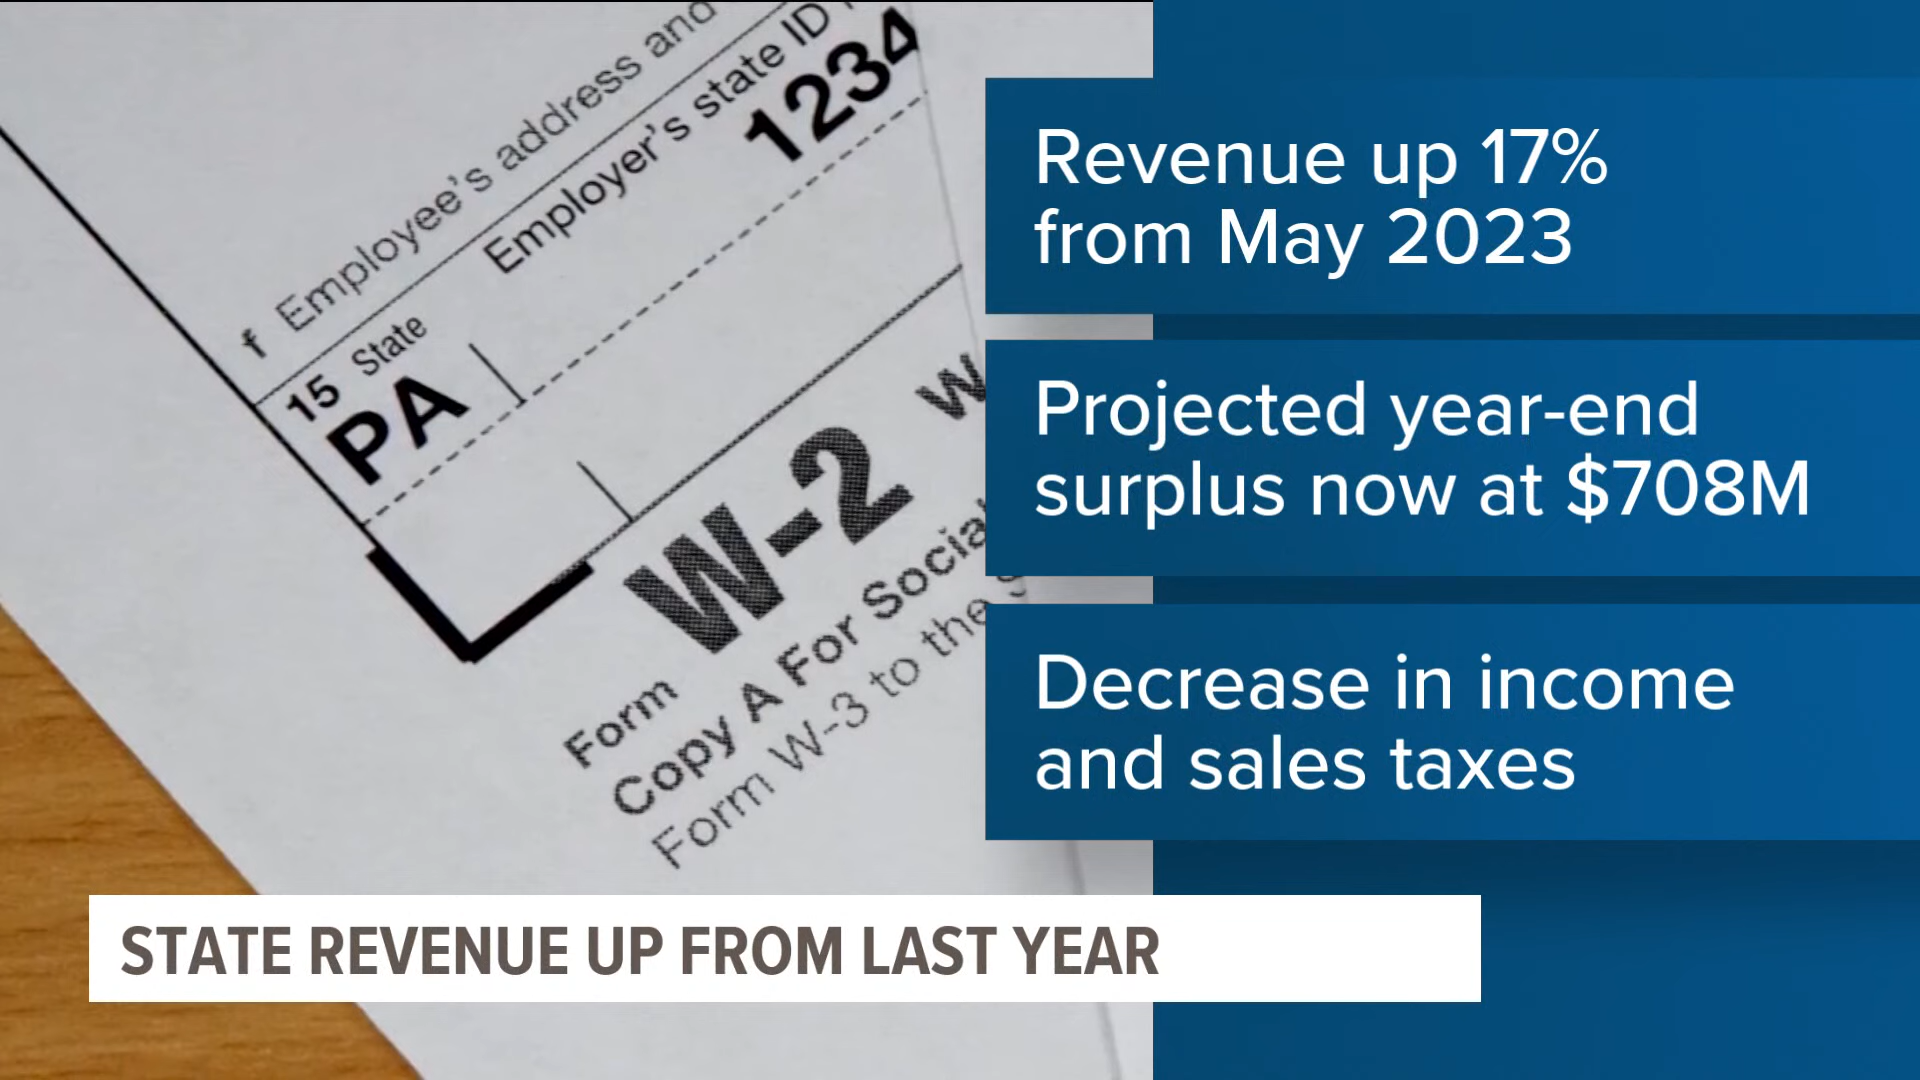 f Employee's address and
15 State Employer's state ID
PA 1234
Form W-2
Copy A For Social
Form W-3 to the
Revenue up 17%
from May 2023
Projected year-end
surplus now at $708M
Decrease in income
and sales taxes
STATE REVENUE UP FROM LAST YEAR